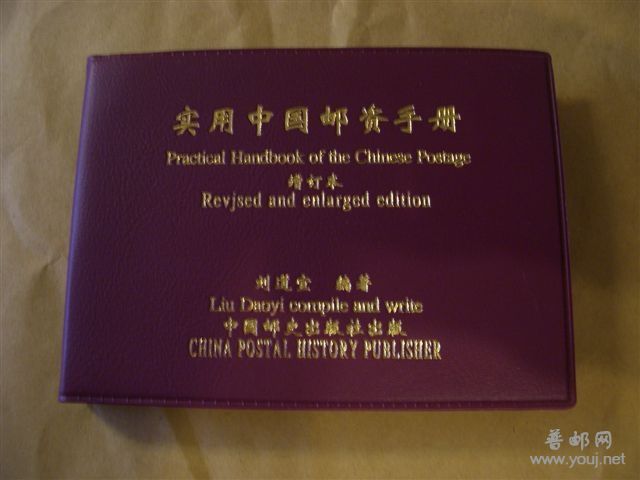 实用中国邮资手册
Practical Handbook of the Chinese Postage
增订本
Revjsed and enlarged edition
刘道宜 编著
Liu Daoyi compile and write
中国邮史出版社出版
CHINA POSTAL HISTORY PUBLISHER
普邮网
www.youj.net